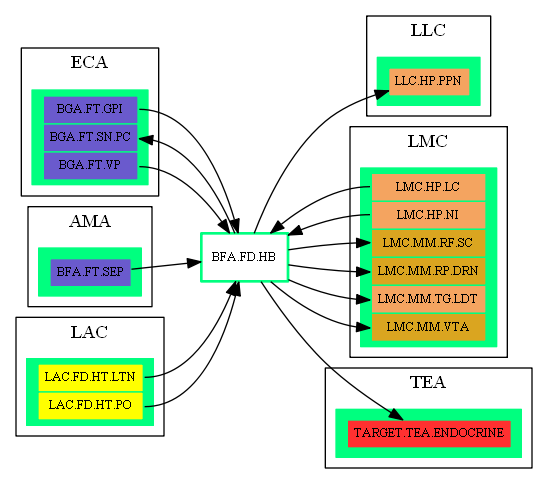 ECA
BGA.FT.GPI
BGA.FT.SN.PC
BGA.FT.VP
AMA
BFA.FT.SEP
LAC
LAC.FD.HT.LTN
LAC.FD.HT.PO
BFA.FD.HB
LLC
LLC.HP.PPN
LMC
LMC.HP.LC
LMC.HP.NI
LMC.MM.RF.SC
LMC.MM.RP.DRN
LMC.MM.TG.LDT
LMC.MM.VTA
TEA
TARGET.TEA.ENDOCRINE